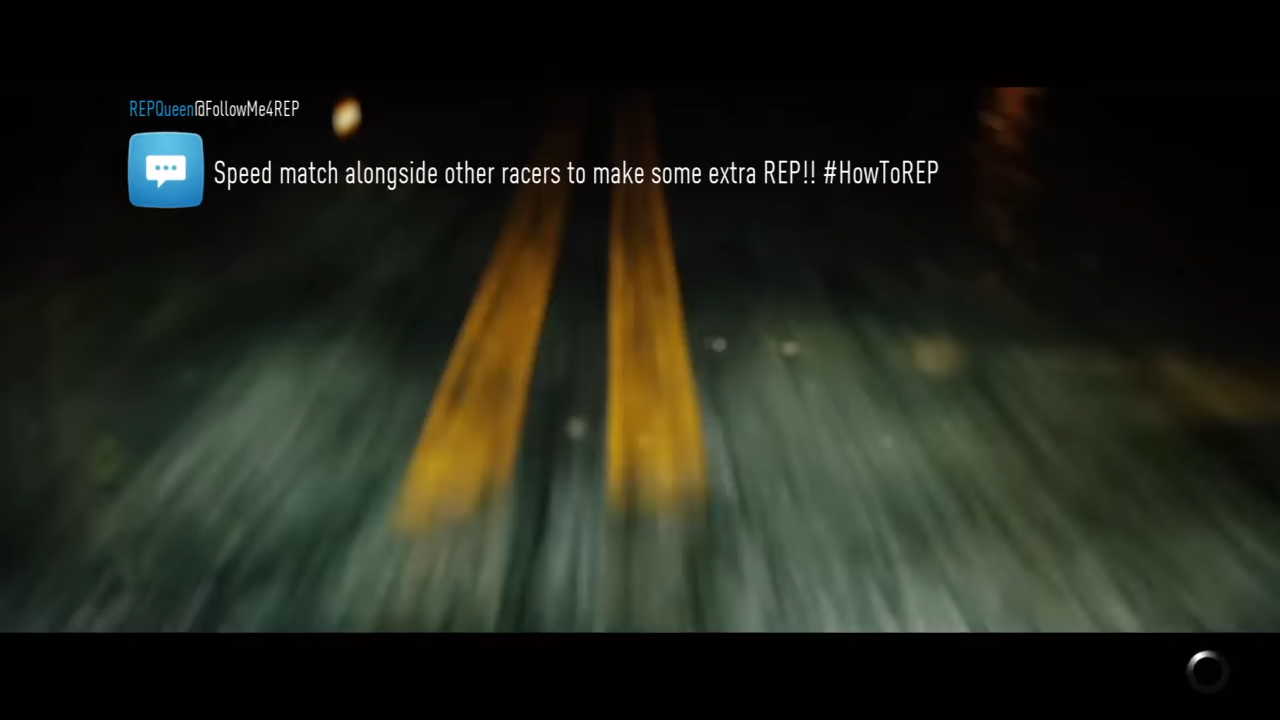 REPQueen@FollowMe4REP
Speed match alongside other racers to make some extra REP!! #HowToREP